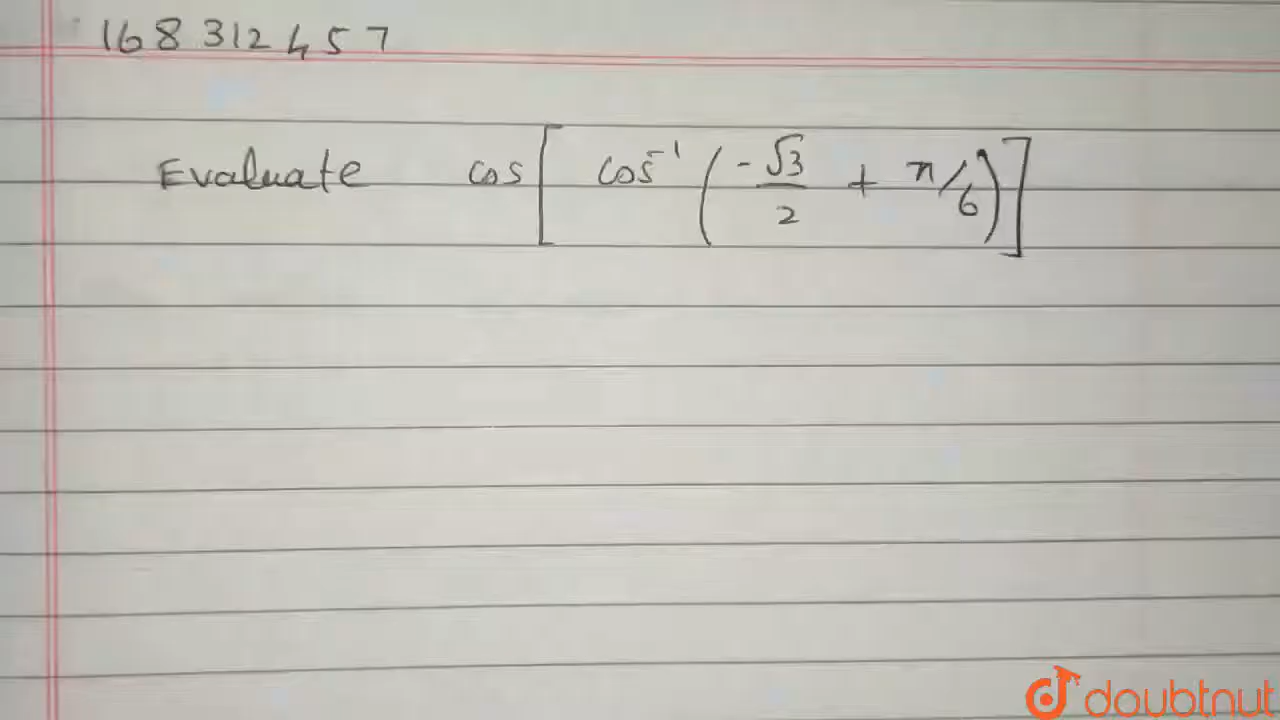 168312457
Evaluate cos[cos⁻¹(-√3/2 + π/6)]
doubtnut